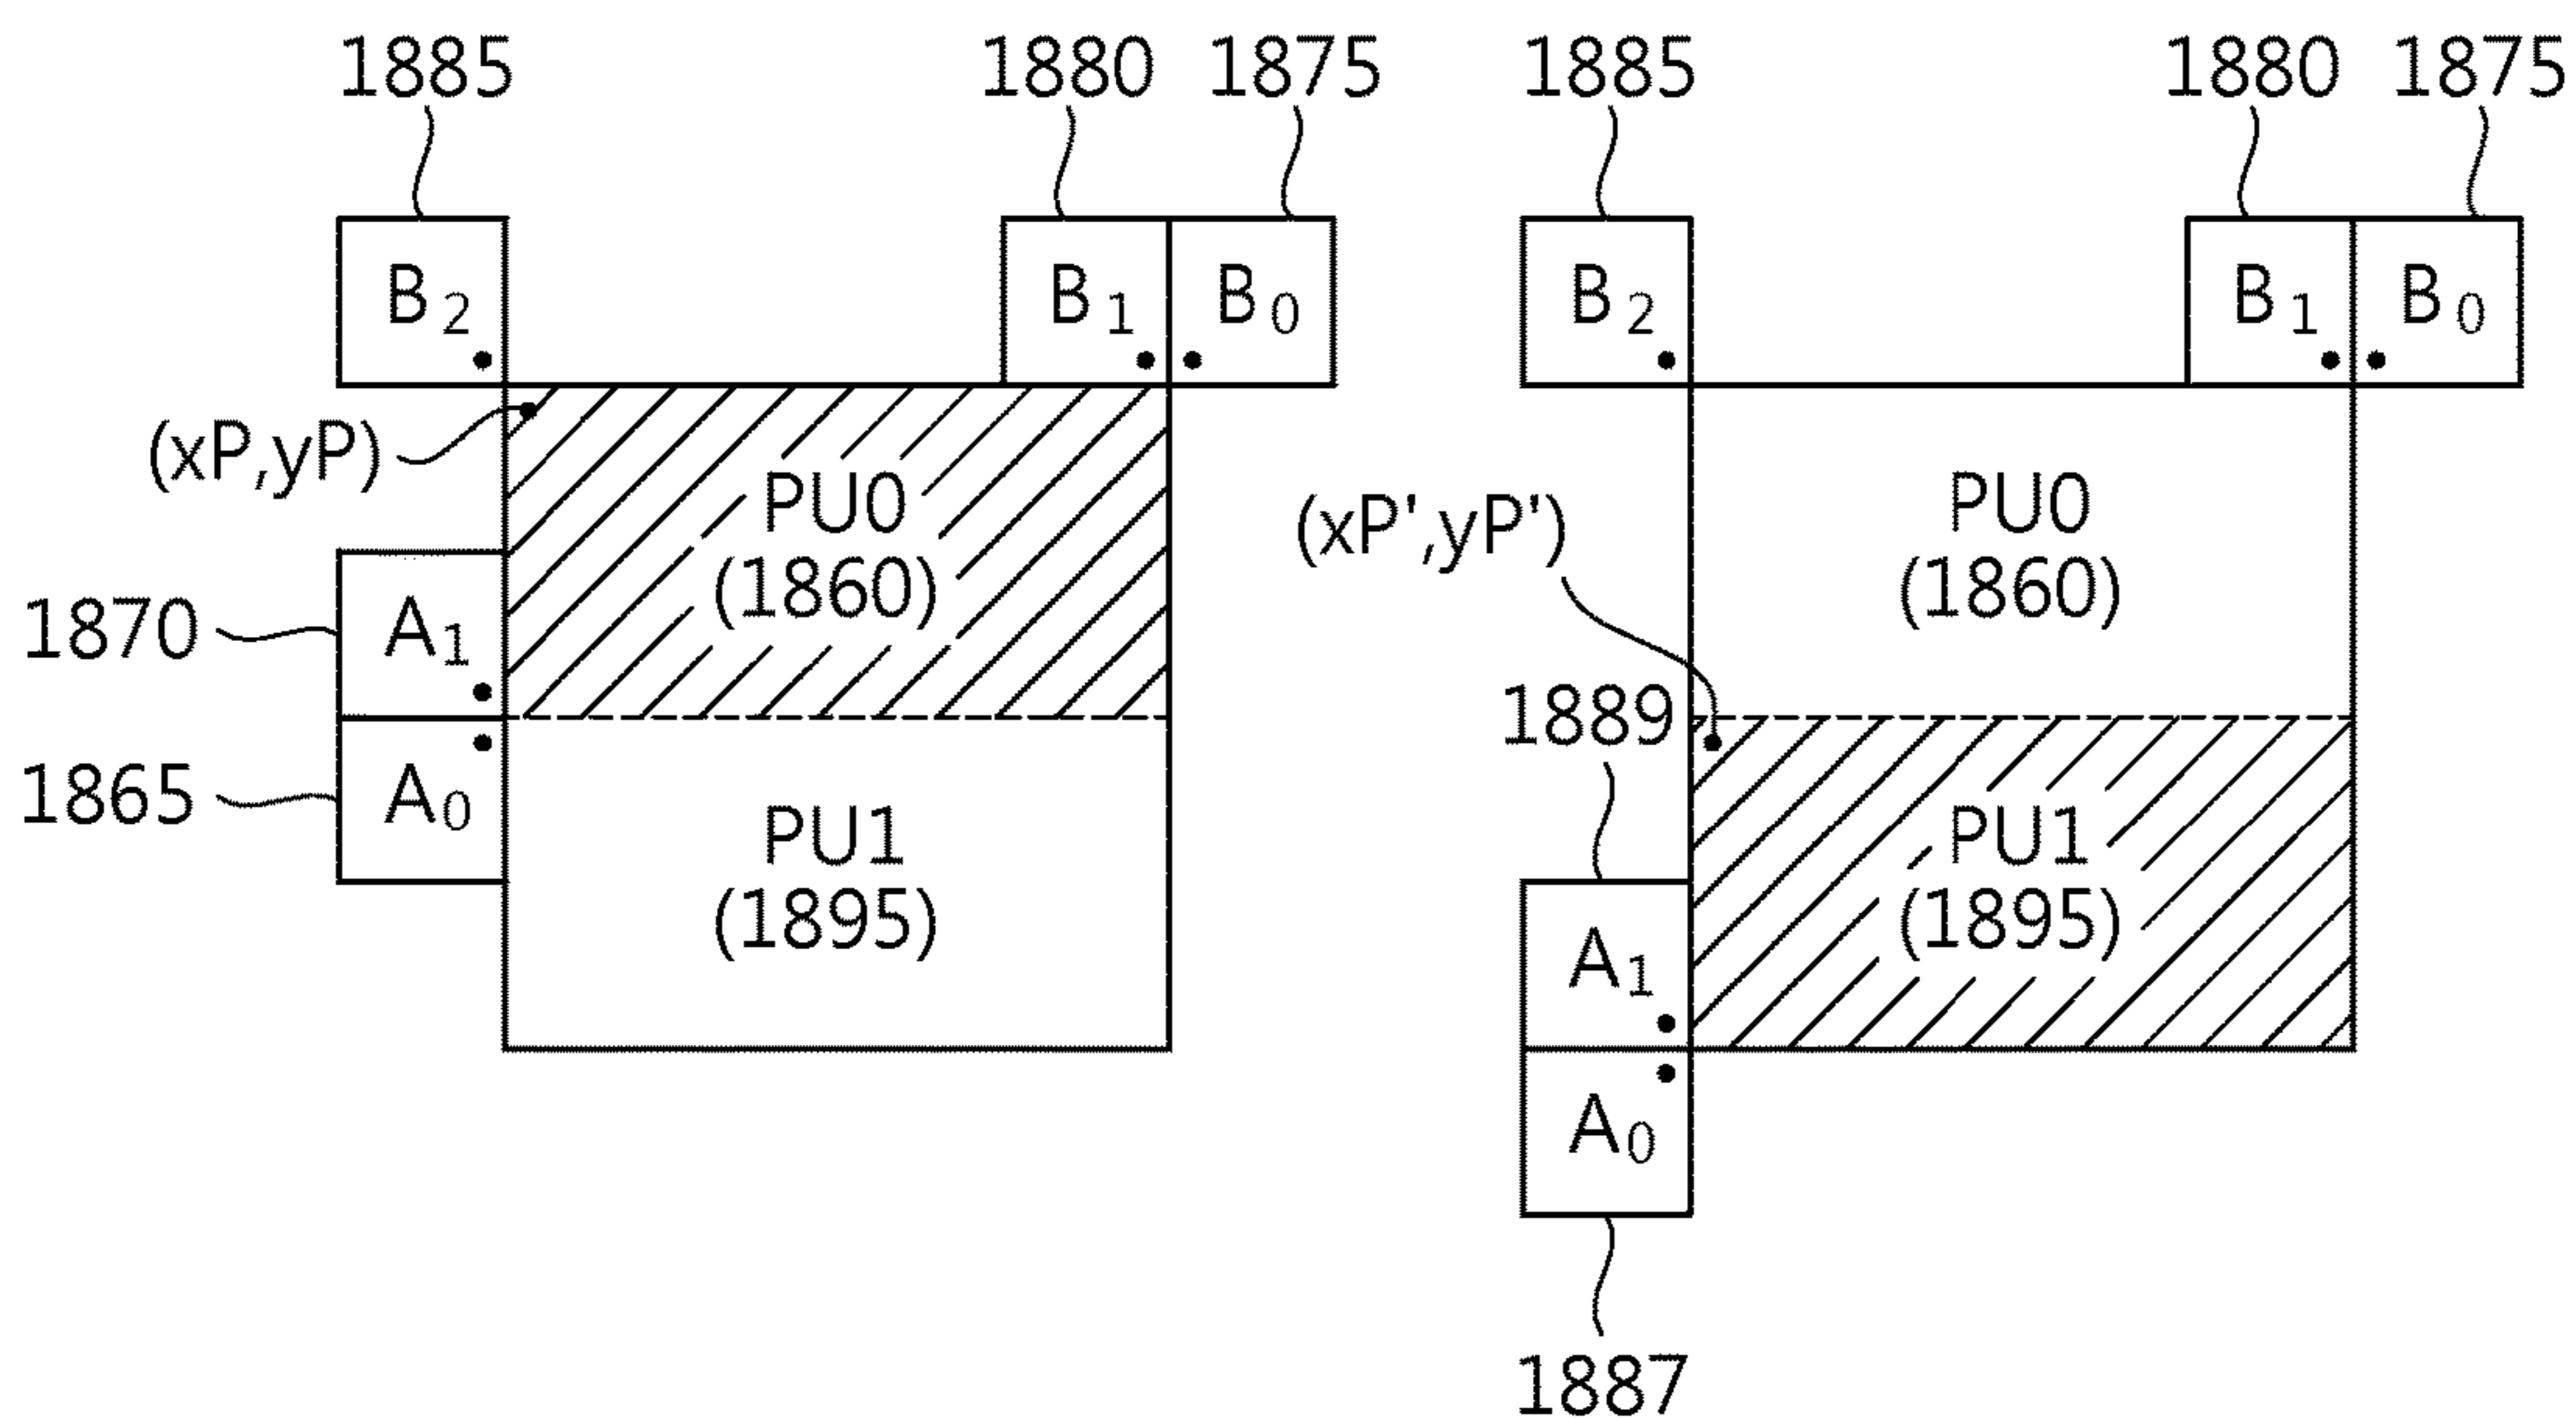 1885
1880
1875
B2
B1
B0
(xP,yP)
PU0
(1860)
1870
A1
1865
A0
PU1
(1895)
1885
1880
1875
B2
B1
B0
(xP',yP')
PU0
(1860)
1889
A1
PU1
(1895)
A0
1887